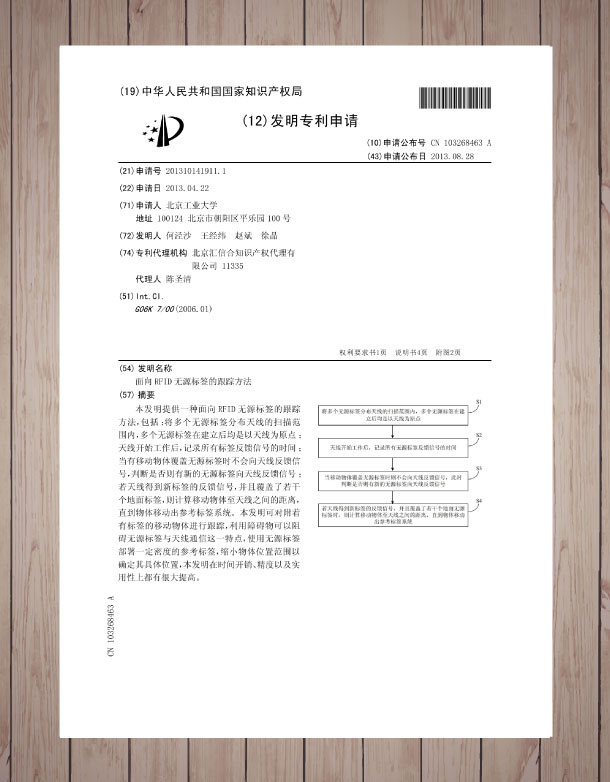 (19)中华人民共和国国家知识产权局
(12)发明专利申请
(10)申请公布号 CN 103268463 A
(43)申请公布日 2013.08.28
(21)申请号 201310141911.1
(22)申请日 2013.04.22
(71)申请人 北京工业大学
地址 100124 北京市朝阳区平乐园100号
(72)发明人 何泾沙 王经纬 赵斌 徐晶
(74)专利代理机构 北京汇信合知识产权代理有
限公司 11335
代理人 陈圣清
(51)Int.Cl.
G06K 7/00(2006.01)
权利要求书1页 说明书4页 附图2页
(54)发明名称
面向RFID无源标签的跟踪方法
(57)摘要
本发明提供一种面向RFID无源标签的跟踪
方法,包括:将多个无源标签分布天线的扫描范
围内,多个无源标签在建立后均是以天线为原点;
天线开始工作后,记录所有标签反馈信号的时间;
当有移动物体覆盖无源标签时不会向天线反馈信
号,判断是否则有新的无源标签向天线反馈信号;
若天线得到新标签的反馈信号,并且覆盖了若干
个地面标签,则计算移动物体至天线之间的距离,
直到物体移动出参考标签系统。本发明可对附着
有标签的移动物体进行跟踪,利用障碍物可以阻
碍无源标签与天线通信这一特点,使用无源标签
部署一定密度的参考标签,缩小物体位置范围以
确定其具体位置,本发明在时间开销、精度以及实
用性上都有很大提高。
将多个无源标签分布天线的扫描范围内，多个无源标签在建
立后均是以天线为原点
S1
天线开始工作后，记录所有无源标签反馈信号的时间
S2
当移动物体覆盖无源标签时则不会向天线反馈信号，此时
判断是否则有新的无源标签向天线反馈信号
S3
若天线得到新标签的反馈信号，并且覆盖了若干个地面无源
标签时，则计算移动物体至天线之间的距离，直到物体移动
出参考标签系统
S4
CN 103268463 A